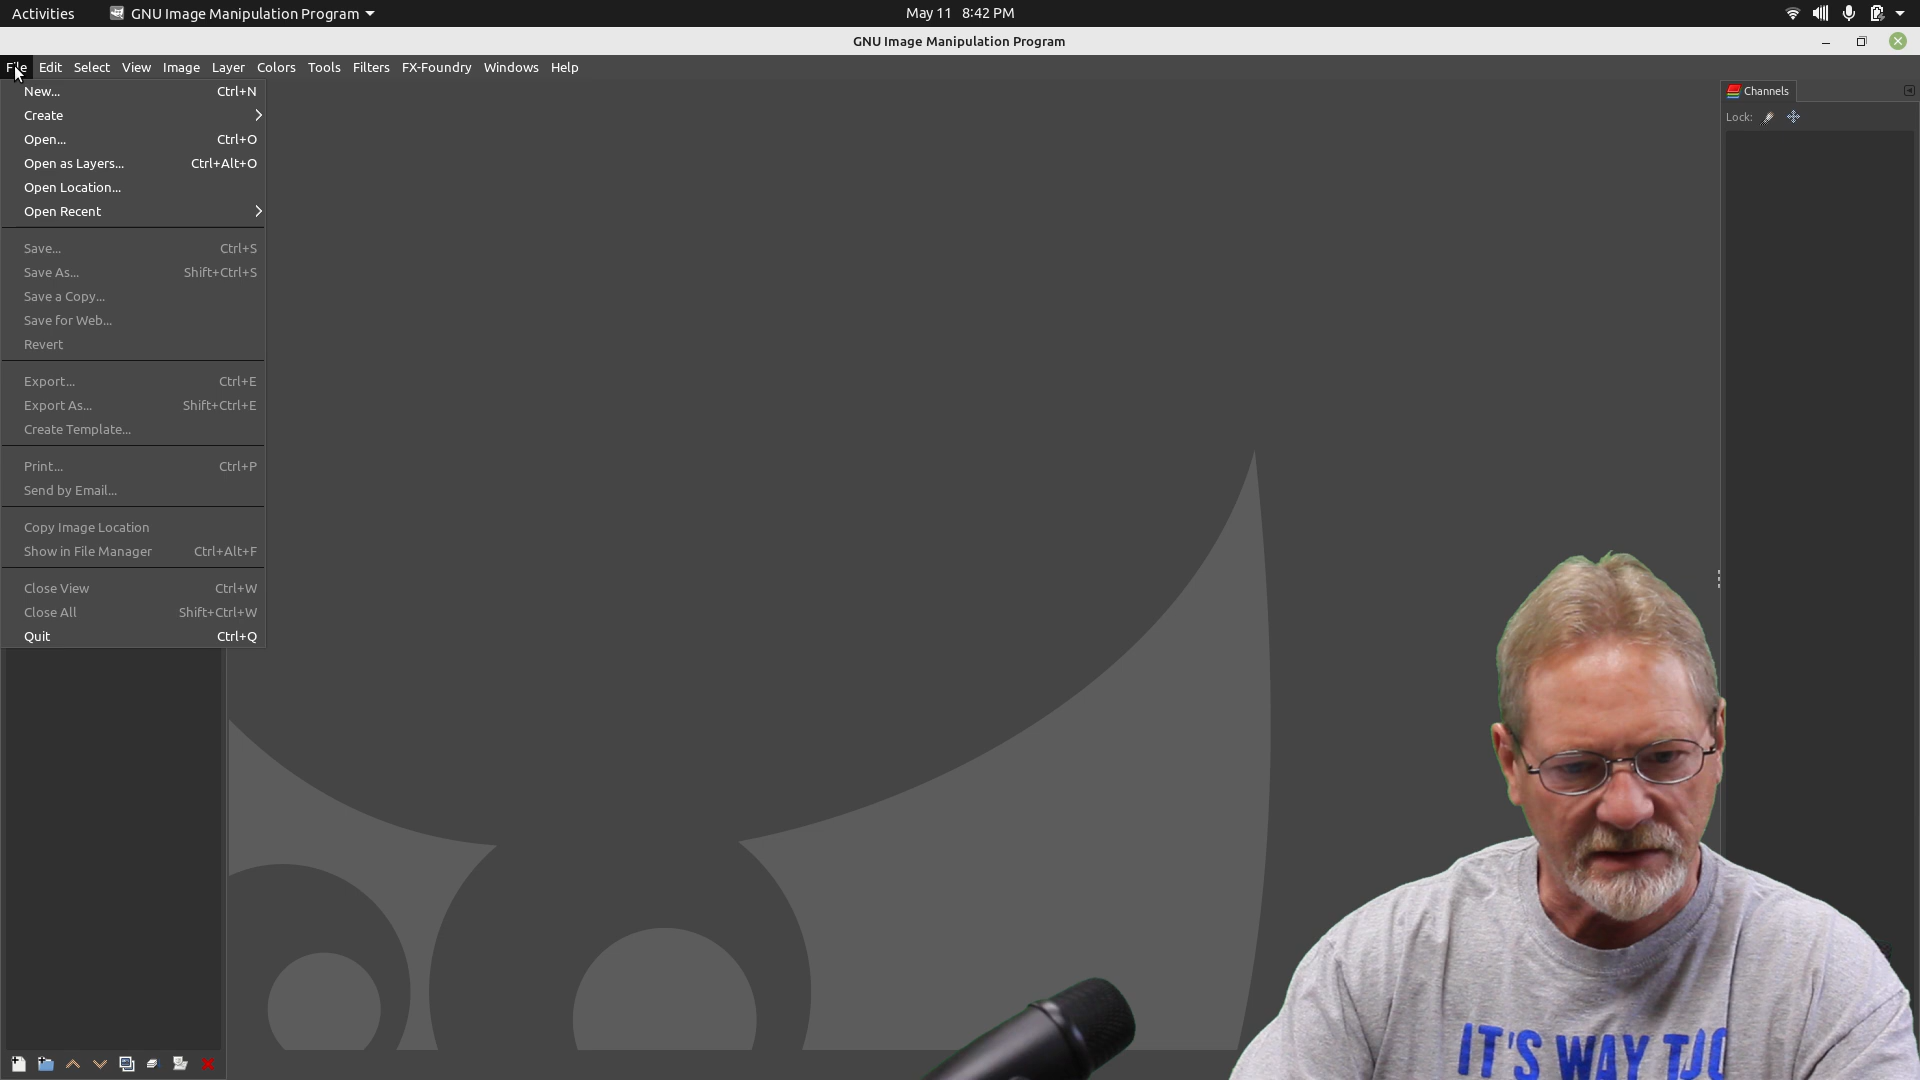 Activities GNU Image Manipulation Program May 11 8:42 PM
GNU Image Manipulation Program
File Edit Select View Image Layer Colors Tools Filters FX-Foundry Windows Help
New... Ctrl+N
Create
Open... Ctrl+O
Open as Layers... Ctrl+Alt+O
Open Location...
Open Recent
Save... Ctrl+S
Save As... Shift+Ctrl+S
Save a Copy...
Save for Web...
Revert
Export... Ctrl+E
Export As... Shift+Ctrl+E
Create Template...
Print... Ctrl+P
Send by Email...
Copy Image Location
Show in File Manager Ctrl+Alt+F
Close View Ctrl+W
Close All Shift+Ctrl+W
Quit Ctrl+Q
Channels
Lock:
IT'S WAY TOO